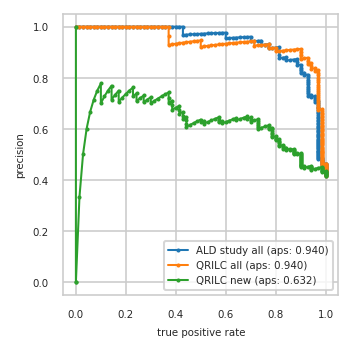 1.0
0.8
0.6
0.4
0.2
0.0
precision
0.0 0.2 0.4 0.6 0.8 1.0
true positive rate
ALD study all (aps: 0.940)
QRILC all (aps: 0.940)
QRILC new (aps: 0.632)